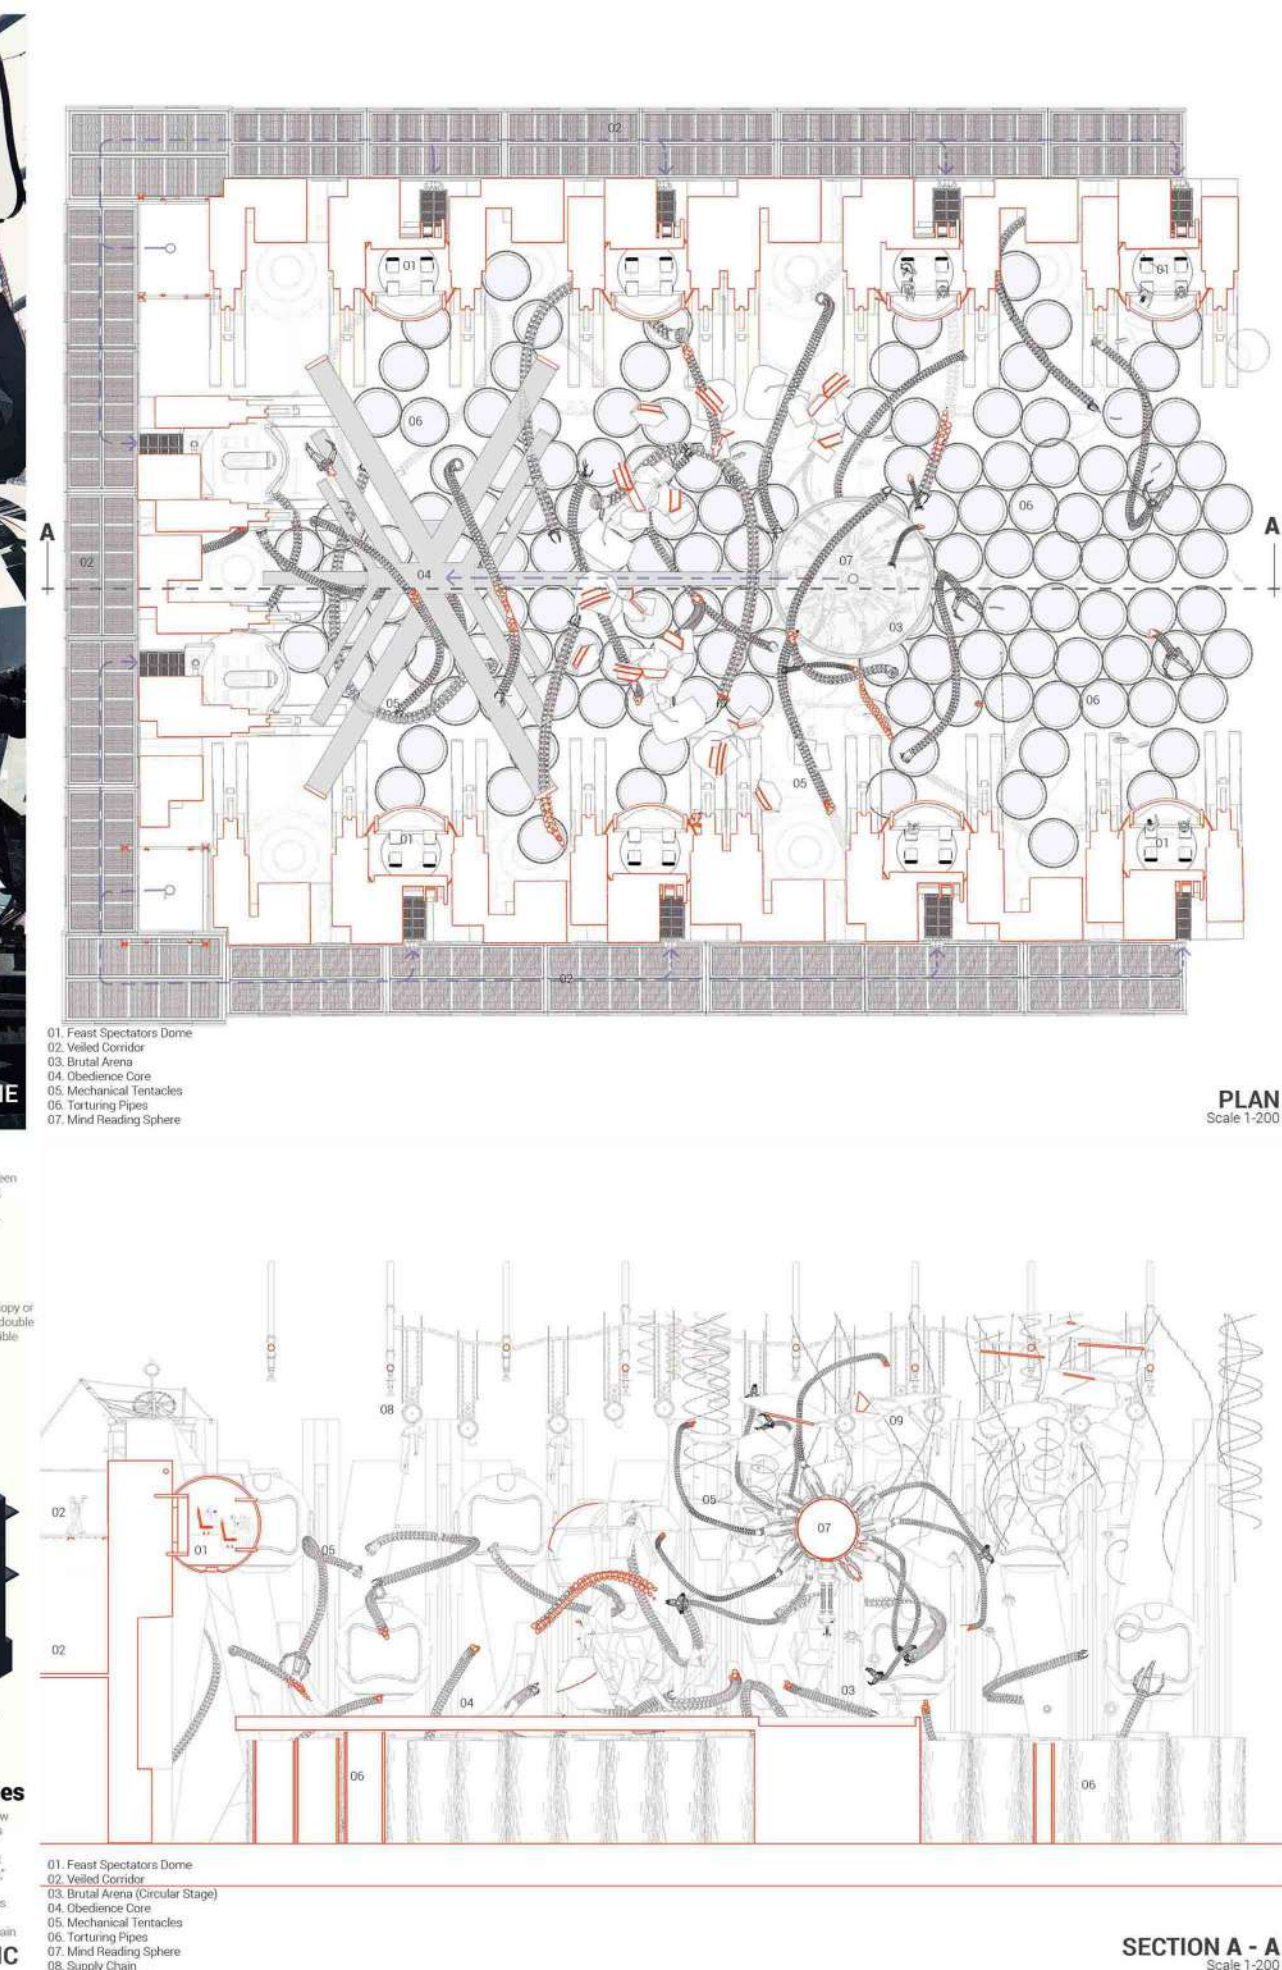 02
02
01
01
06
06
A
A
02
04
07
03
05
06
05
01
01
02
01. Feast Spectators Dome
02. Veiled Corridor
03. Brutal Arena
04. Obedience Core
05. Mechanical Tentacles
06. Torturing Pipes
07. Mind Reading Sphere
PLAN
Scale 1-200
08
09
02
05
07
01
05
02
04
03
06
06
01. Feast Spectators Dome
02. Veiled Corridor
03. Brutal Arena (Circular Stage)
04. Obedience Core
05. Mechanical Tentacles
06. Torturing Pipes
07. Mind Reading Sphere
08. Supply Chain
SECTION A - A
Scale 1-200